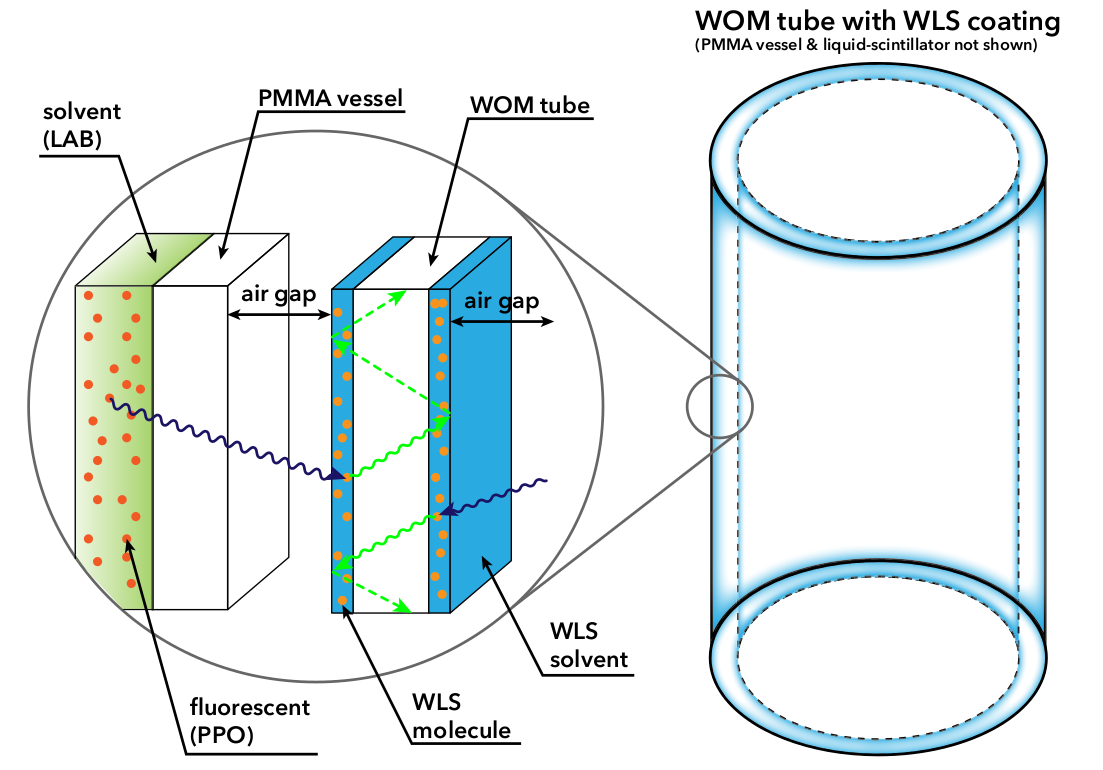 WOM tube with WLS coating
(PMMA vessel & liquid-scintillator not shown)
solvent
(LAB)
PMMA vessel
WOM tube
air gap
air gap
WLS
solvent
fluorescent
(PPO)
WLS
molecule